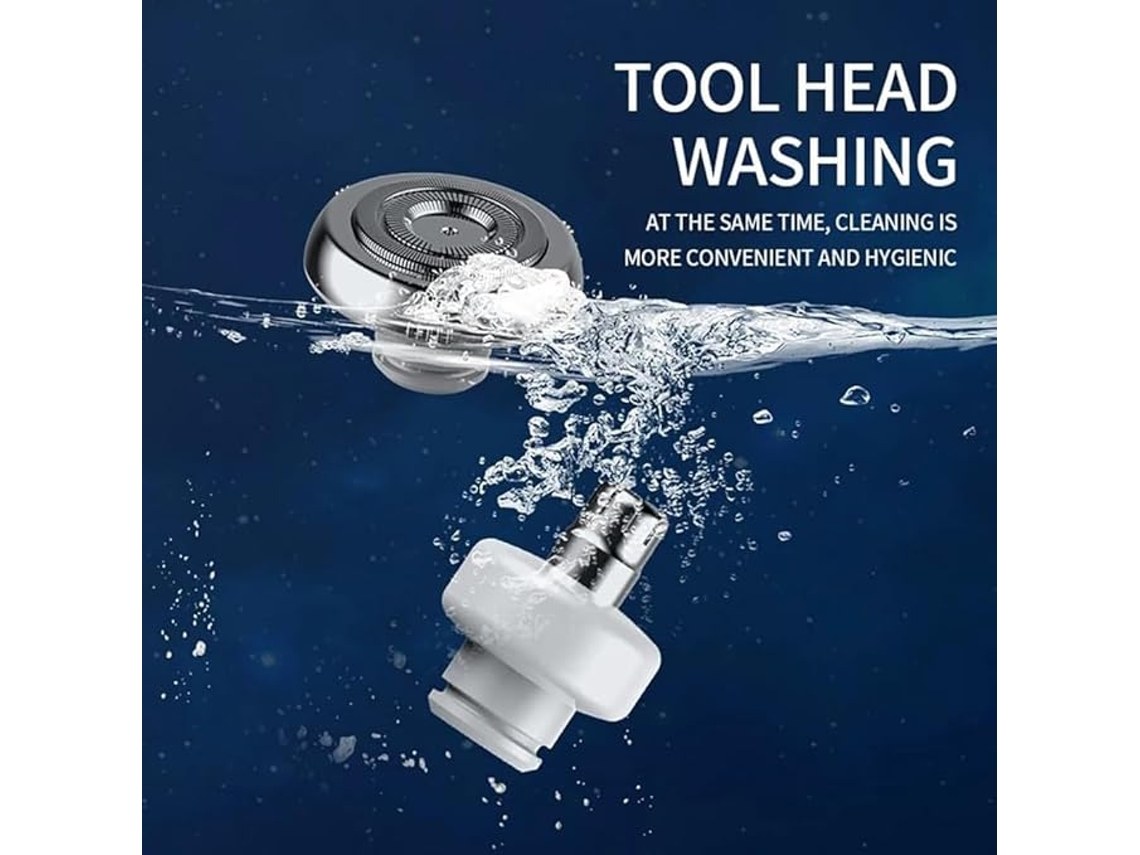 TOOL HEAD
WASHING
AT THE SAME TIME, CLEANING IS
MORE CONVENIENT AND HYGIENIC